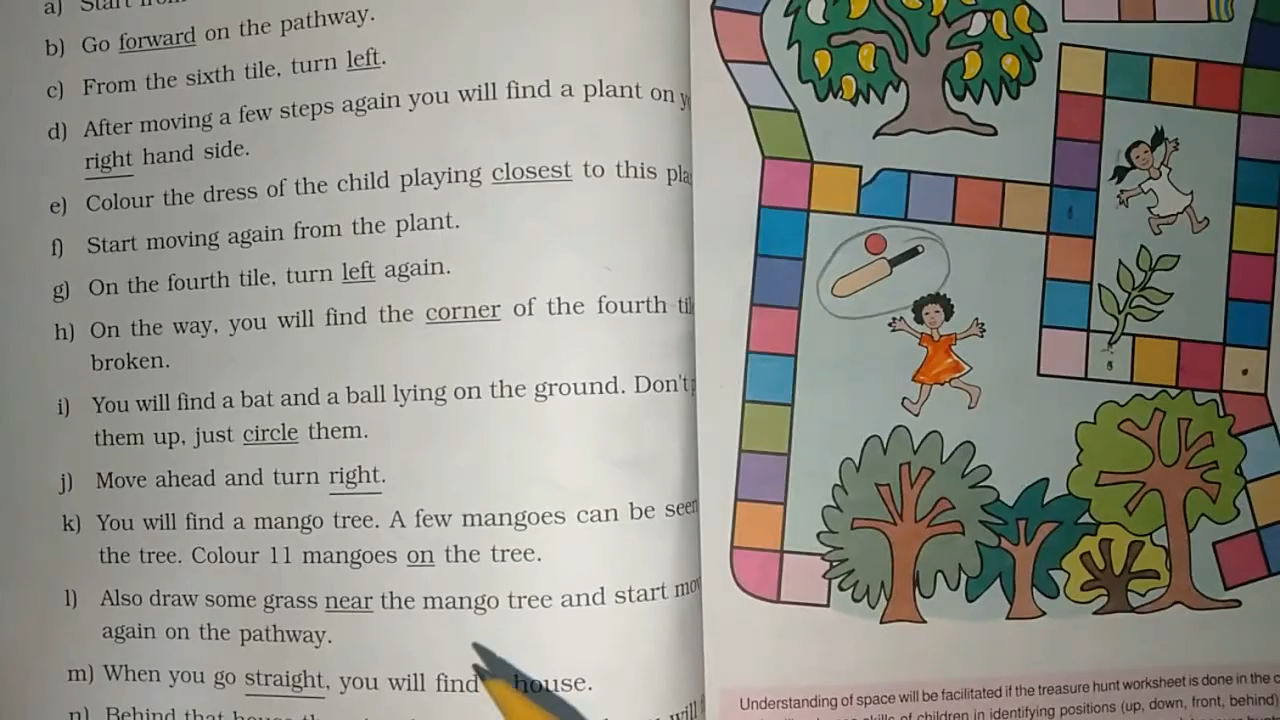 a) Start from
b) Go forward on the pathway.
c) From the sixth tile, turn left.
d) After moving a few steps again you will find a plant on
right hand side.
e) Colour the dress of the child playing closest to this
f) Start moving again from the plant.
g) On the fourth tile, turn left again.
h) On the way, you will find the corner of the fourth
broken.
i) You will find a bat and a ball lying on the ground. Don't
them up, just circle them.
j) Move ahead and turn right.
k) You will find a mango tree. A few mangoes can be seen
the tree. Colour 11 mangoes on the tree.
l) Also draw some grass near the mango tree and start
again on the pathway.
m) When you go straight, you will find house.
n) Behind that
will
Understanding of space will be facilitated if the treasure hunt worksheet is done in the
skills of children in identifying positions (up, down, front, behind)